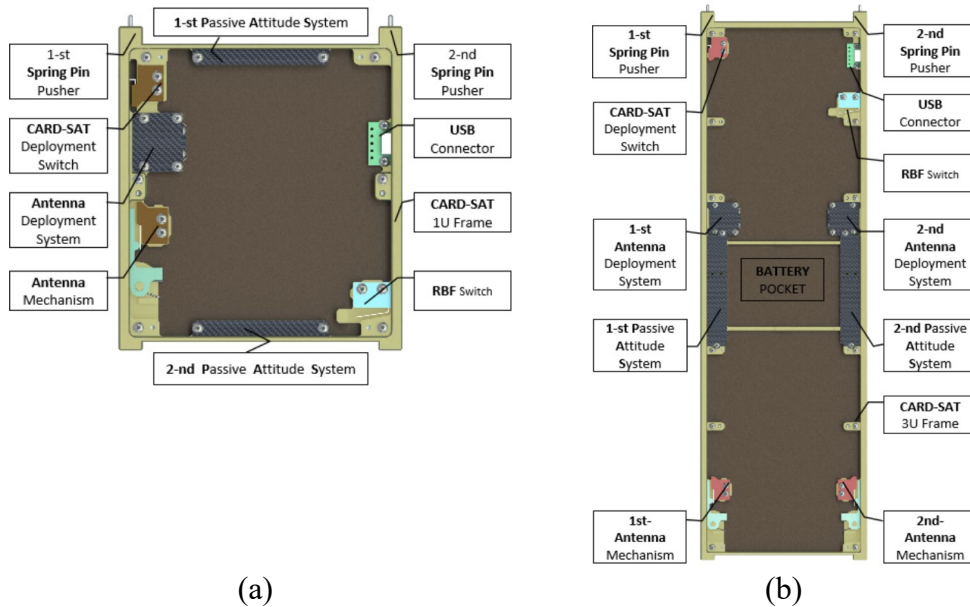 1-st Passive Attitude System
1-st
Spring Pin
Pusher
CARD-SAT
Deployment
Switch
Antenna
Deployment
System
Antenna
Mechanism
2-nd
Spring Pin
Pusher
USB
Connector
CARD-SAT
1U Frame
RBF Switch
2-nd Passive Attitude System
(a)
1-st
Spring Pin
Pusher
CARD-SAT
Deployment
Switch
1-st
Antenna
Deployment
System
1-st Passive
Attitude
System
1st-
Antenna
Mechanism
BATTERY
POCKET
2-nd
Spring Pin
Pusher
USB
Connector
RBF Switch
2-nd
Antenna
Deployment
System
2-nd Passive
Attitude
System
CARD-SAT
3U Frame
2nd-
Antenna
Mechanism
(b)